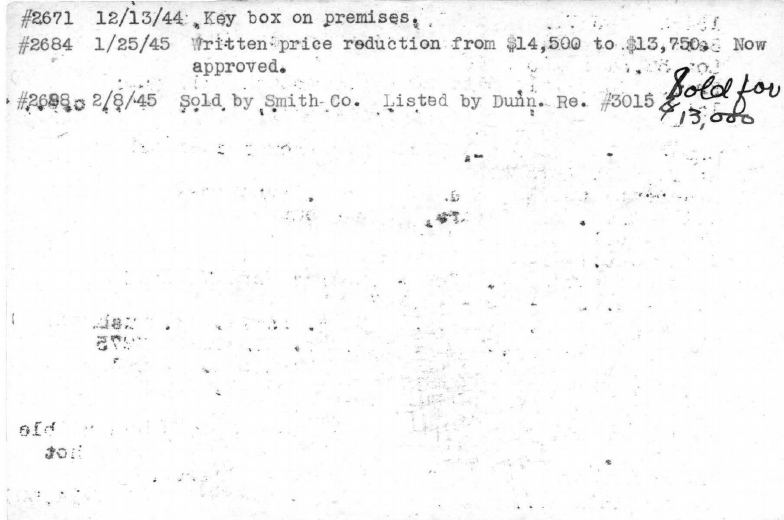 #2671 12/13/44 Key box on premises.
#2684 1/25/45 Written price reduction from $14,500 to $13,750. Now
approved.
#2698 2/8/45 Sold by Smith Co. Listed by Dunn. Re. #3015 Sold for
$13,000